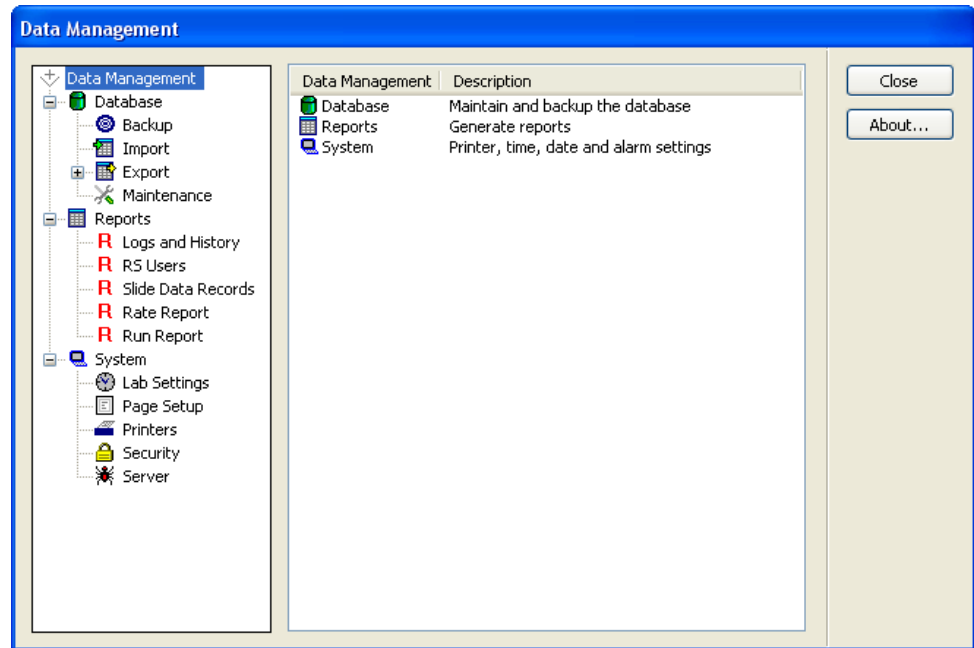 Data Management
Data Management
Database
Backup
Import
Export
Maintenance
Reports
R Logs and History
R RS Users
R Slide Data Records
R Rate Report
R Run Report
System
Lab Settings
Page Setup
Printers
Security
Server
Data Management Description
Database Maintain and backup the database
Reports Generate reports
System Printer, time, date and alarm settings
Close
About...